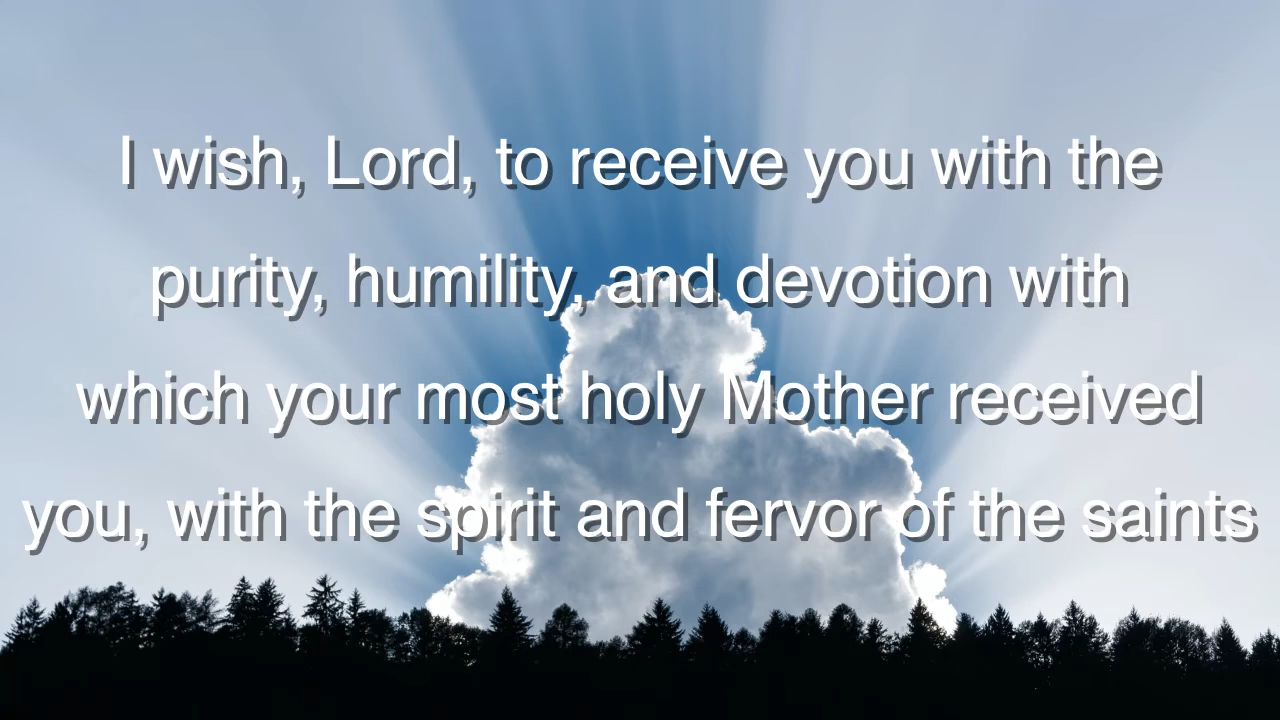 I wish, Lord, to receive you with the
purity, humility, and devotion with
which your most holy Mother received
you, with the spirit and fervor of the saints